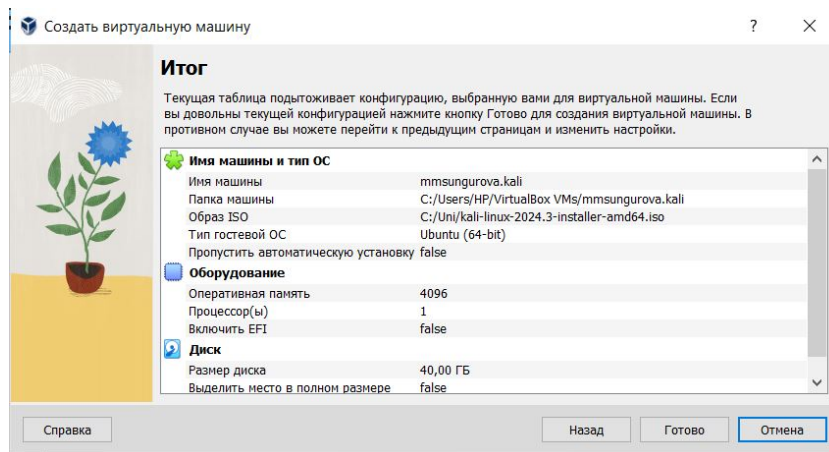 Создать виртуальную машину
Итог
Текущая таблица подытоживает конфигурацию, выбранную вами для виртуальной машины. Если
вы довольны текущей конфигурацией нажмите кнопку Готово для создания виртуальной машины. В
противном случае вы можете перейти к предыдущим страницам и изменить настройки.
Имя машины и тип ОС
Имя машины mmsungurova.kali
Папка машины C:/Users/HP/VirtualBox VMs/mmsungurova.kali
Образ ISO C:/Uni/kali-linux-2024.3-installer-amd64.iso
Тип гостевой ОС Ubuntu (64-bit)
Пропустить автоматическую установку false
Оборудование
Оперативная память 4096
Процессор(ы) 1
Включить EFI false
Диск
Размер диска 40,00 ГБ
Выделить место в полном размере false
Справка Назад Готово Отмена